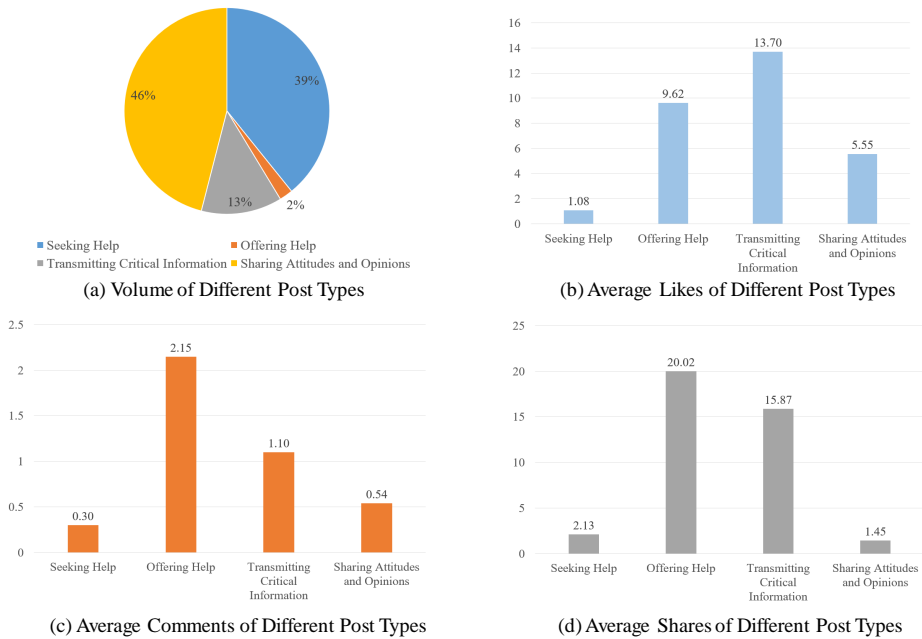 39%
46%
13%
2%
Seeking Help
Offering Help
Transmitting Critical Information
Sharing Attitudes and Opinions
(a) Volume of Different Post Types
16
14
12
10
8
6
4
2
0
1.08
9.62
13.70
5.55
Seeking Help
Offering Help
Transmitting
Critical
Information
Sharing Attitudes
and Opinions
(b) Average Likes of Different Post Types
2.5
2
1.5
1
0.5
0
0.30
2.15
1.10
0.54
Seeking Help
Offering Help
Transmitting
Critical
Information
Sharing Attitudes
and Opinions
(c) Average Comments of Different Post Types
25
20
15
10
5
0
2.13
20.02
15.87
1.45
Seeking Help
Offering Help
Transmitting
Critical
Information
Sharing Attitudes
and Opinions
(d) Average Shares of Different Post Types